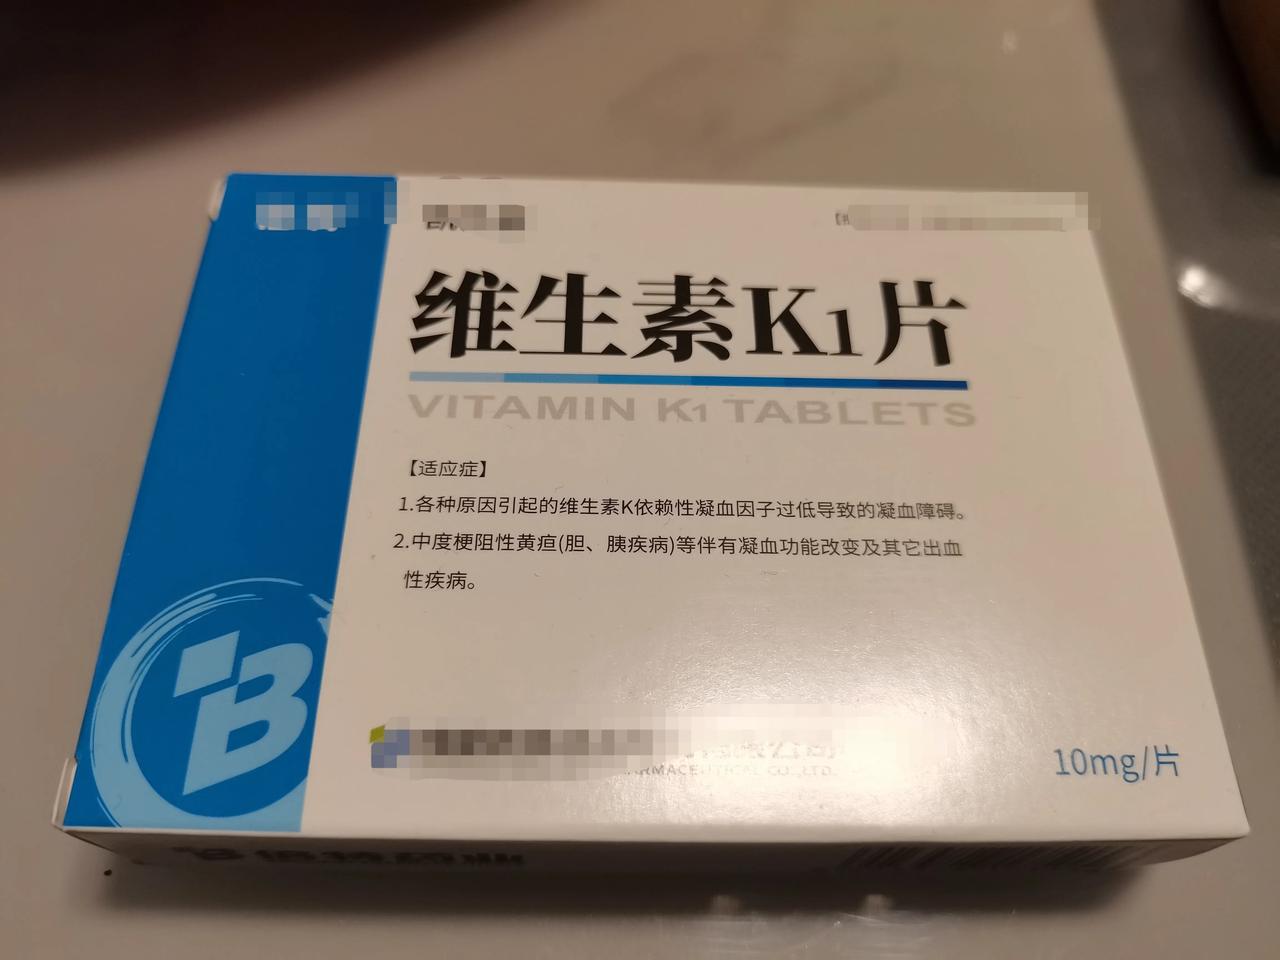 维生素K1片
VITAMIN K1 TABLETS
【适应症】
1.各种原因引起的维生素K依赖性凝血因子过低导致的凝血障碍。
2.中度梗阻性黄疸(胆、胰疾病)等伴有凝血功能改变及其它出血
性疾病。
B
10mg/片